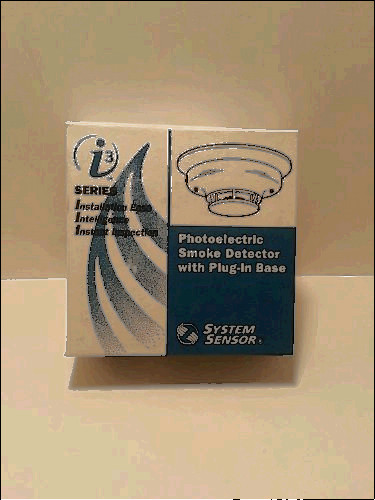 i3
SERIES
Installation Ease
Intelligence
Instant Inspection
Photoelectric
Smoke Detector
with Plug-In Base
SYSTEM
SENSOR